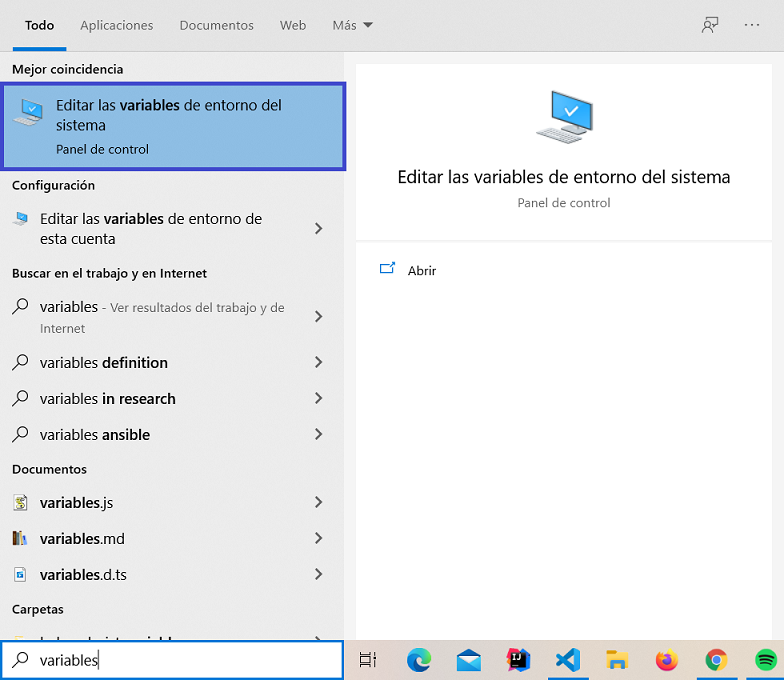 Todo Aplicaciones Documentos Web Más
Mejor coincidencia
Editar las variables de entorno del
sistema
Panel de control
Configuración
Editar las variables de entorno de
esta cuenta
Buscar en el trabajo y en Internet
variables - Ver resultados del trabajo y de
Internet
variables definition
variables in research
variables ansible
Documentos
variables.js
variables.md
variables.d.ts
Carpetas
variables
Editar las variables de entorno del sistema
Panel de control
Abrir
IJ